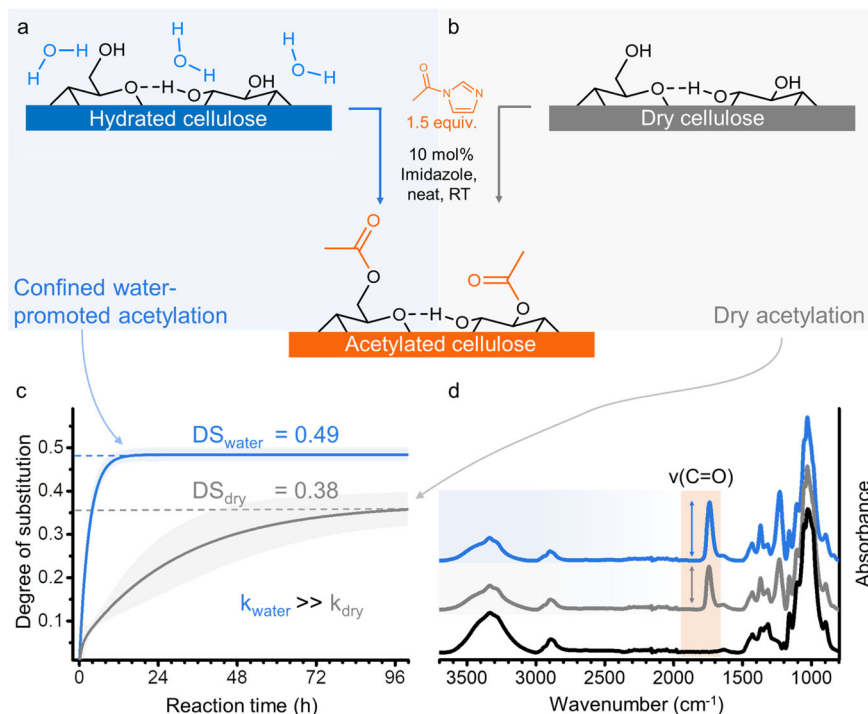 a
b
H
O
H
OH
H
O
H
H
O
H
O
H
O
OH
Hydrated cellulose
O
N
N
1.5 equiv.
10 mol%
Imidazole,
neat, RT
OH
O
H
O
OH
Dry cellulose
O
O
O
O
O
H
O
Acetylated cellulose
Confined water-
promoted acetylation
Dry acetylation
c
DSwater = 0.49
DSdry = 0.38
kwater >> kdry
0.5
0.4
0.3
0.2
0.1
Degree of substitution
0 24 48 72 96
Reaction time (h)
d
ν(C=O)
Absorbance
3500 3000 2500 2000 1500 1000
Wavenumber (cm⁻¹)